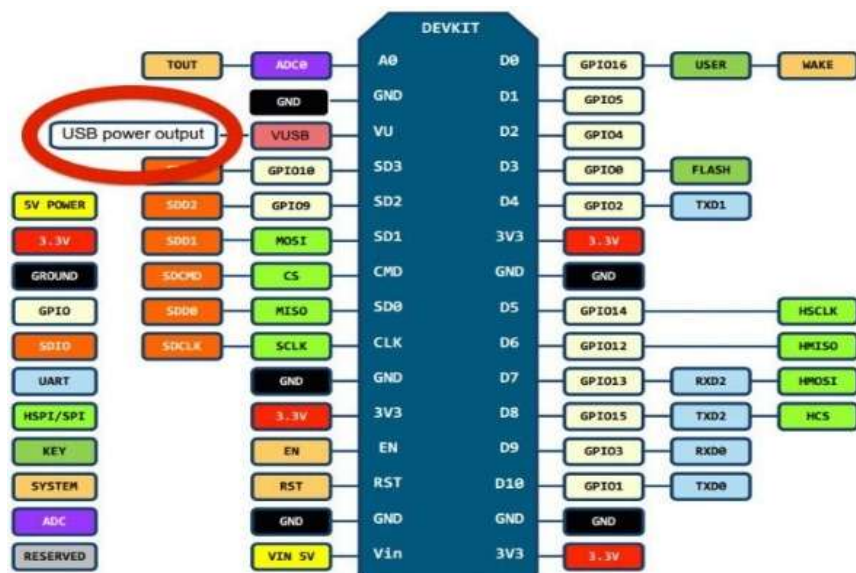 DEVKIT
TOUT ADC0 A0 D0 GPIO16 USER WAKE
GND GND D1 GPIO5
USB power output VUSB VU D2 GPIO4
GPIO10 SD3 D3 GPIO0 FLASH
5V POWER SDD2 GPIO9 SD2 D4 GPIO2 TXD1
3.3V SDD1 MOSI SD1 3V3 3.3V
GROUND SDCMD CS CMD GND GND
GPIO SDD0 MISO SD0 D5 GPIO14 HSCLK
SDIO SDCLK SCLK CLK D6 GPIO12 HMISO
UART GND GND D7 GPIO13 RXD2 HMOSI
HSPI/SPI 3.3V 3V3 D8 GPIO15 TXD2 HCS
KEY EN EN D9 GPIO3 RXD0
SYSTEM RST RST D10 GPIO1 TXD0
ADC GND GND GND GND
RESERVED VIN 5V Vin 3V3 3.3V